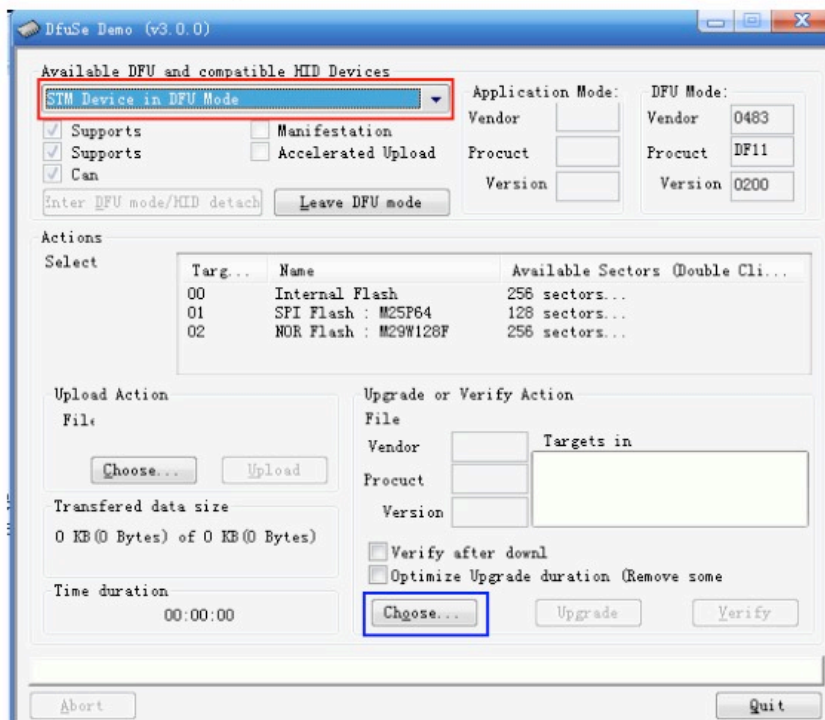 DfuSe Demo (v3.0.0)
Available DFU and compatible HID Devices
STM Device in DFU Mode
Supports
Manifestation
Supports
Accelerated Upload
Can
Enter DFU mode/HID detach
Leave DFU mode
Application Mode:
Vendor
Procuct
Version
DFU Mode:
Vendor 0483
Procuct DF11
Version 0200
Actions
Select
Targ... Name Available Sectors (Double Cli...
00 Internal Flash 256 sectors...
01 SPI Flash : M25P64 128 sectors...
02 NOR Flash : M29W128F 256 sectors...
Upload Action
File
Choose... Upload
Transfered data size
0 KB(0 Bytes) of 0 KB(0 Bytes)
Time duration
00:00:00
Upgrade or Verify Action
File
Vendor
Procuct
Version
Targets in
Verify after downl
Optimize Upgrade duration (Remove some
Choose... Upgrade Verify
Abort Quit